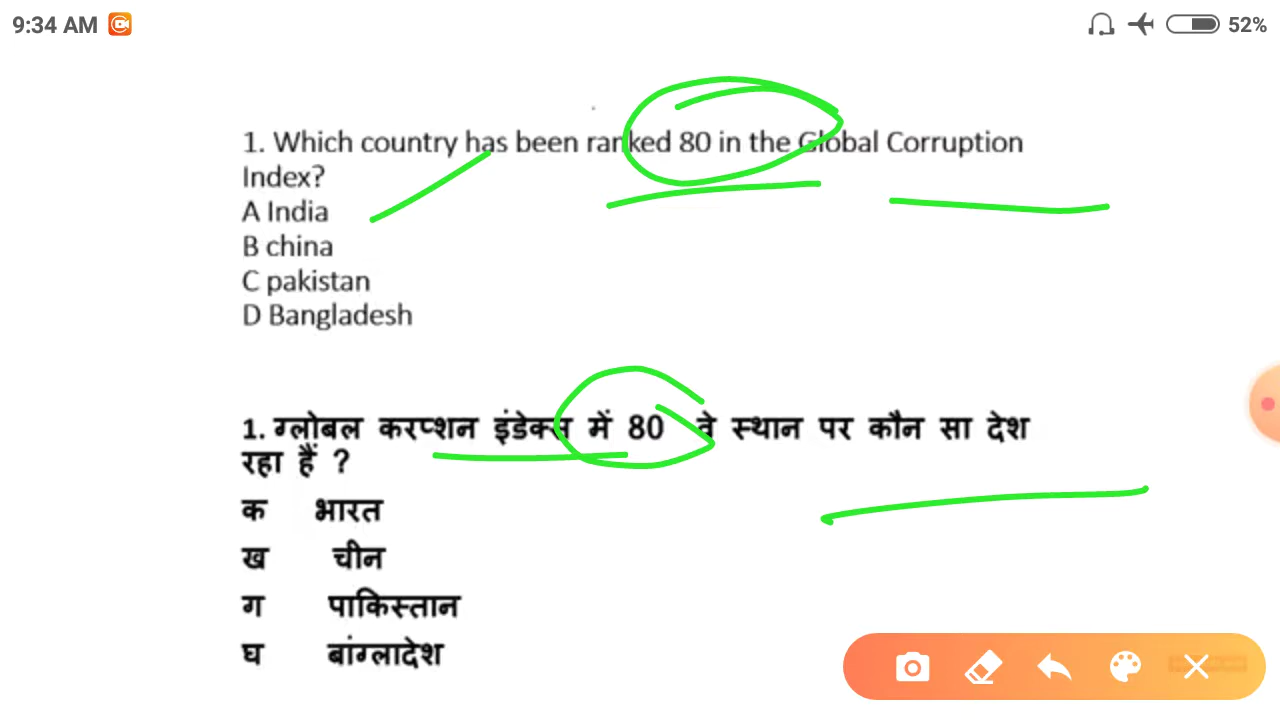 9:34 AM 52%
1. Which country has been ranked 80 in the Global Corruption
Index?
A India
B china
C pakistan
D Bangladesh
1. ग्लोबल करप्शन इंडेक्स में 80 वे स्थान पर कौन सा देश
रहा हैं ?
क भारत
ख चीन
ग पाकिस्तान
घ बांग्लादेश